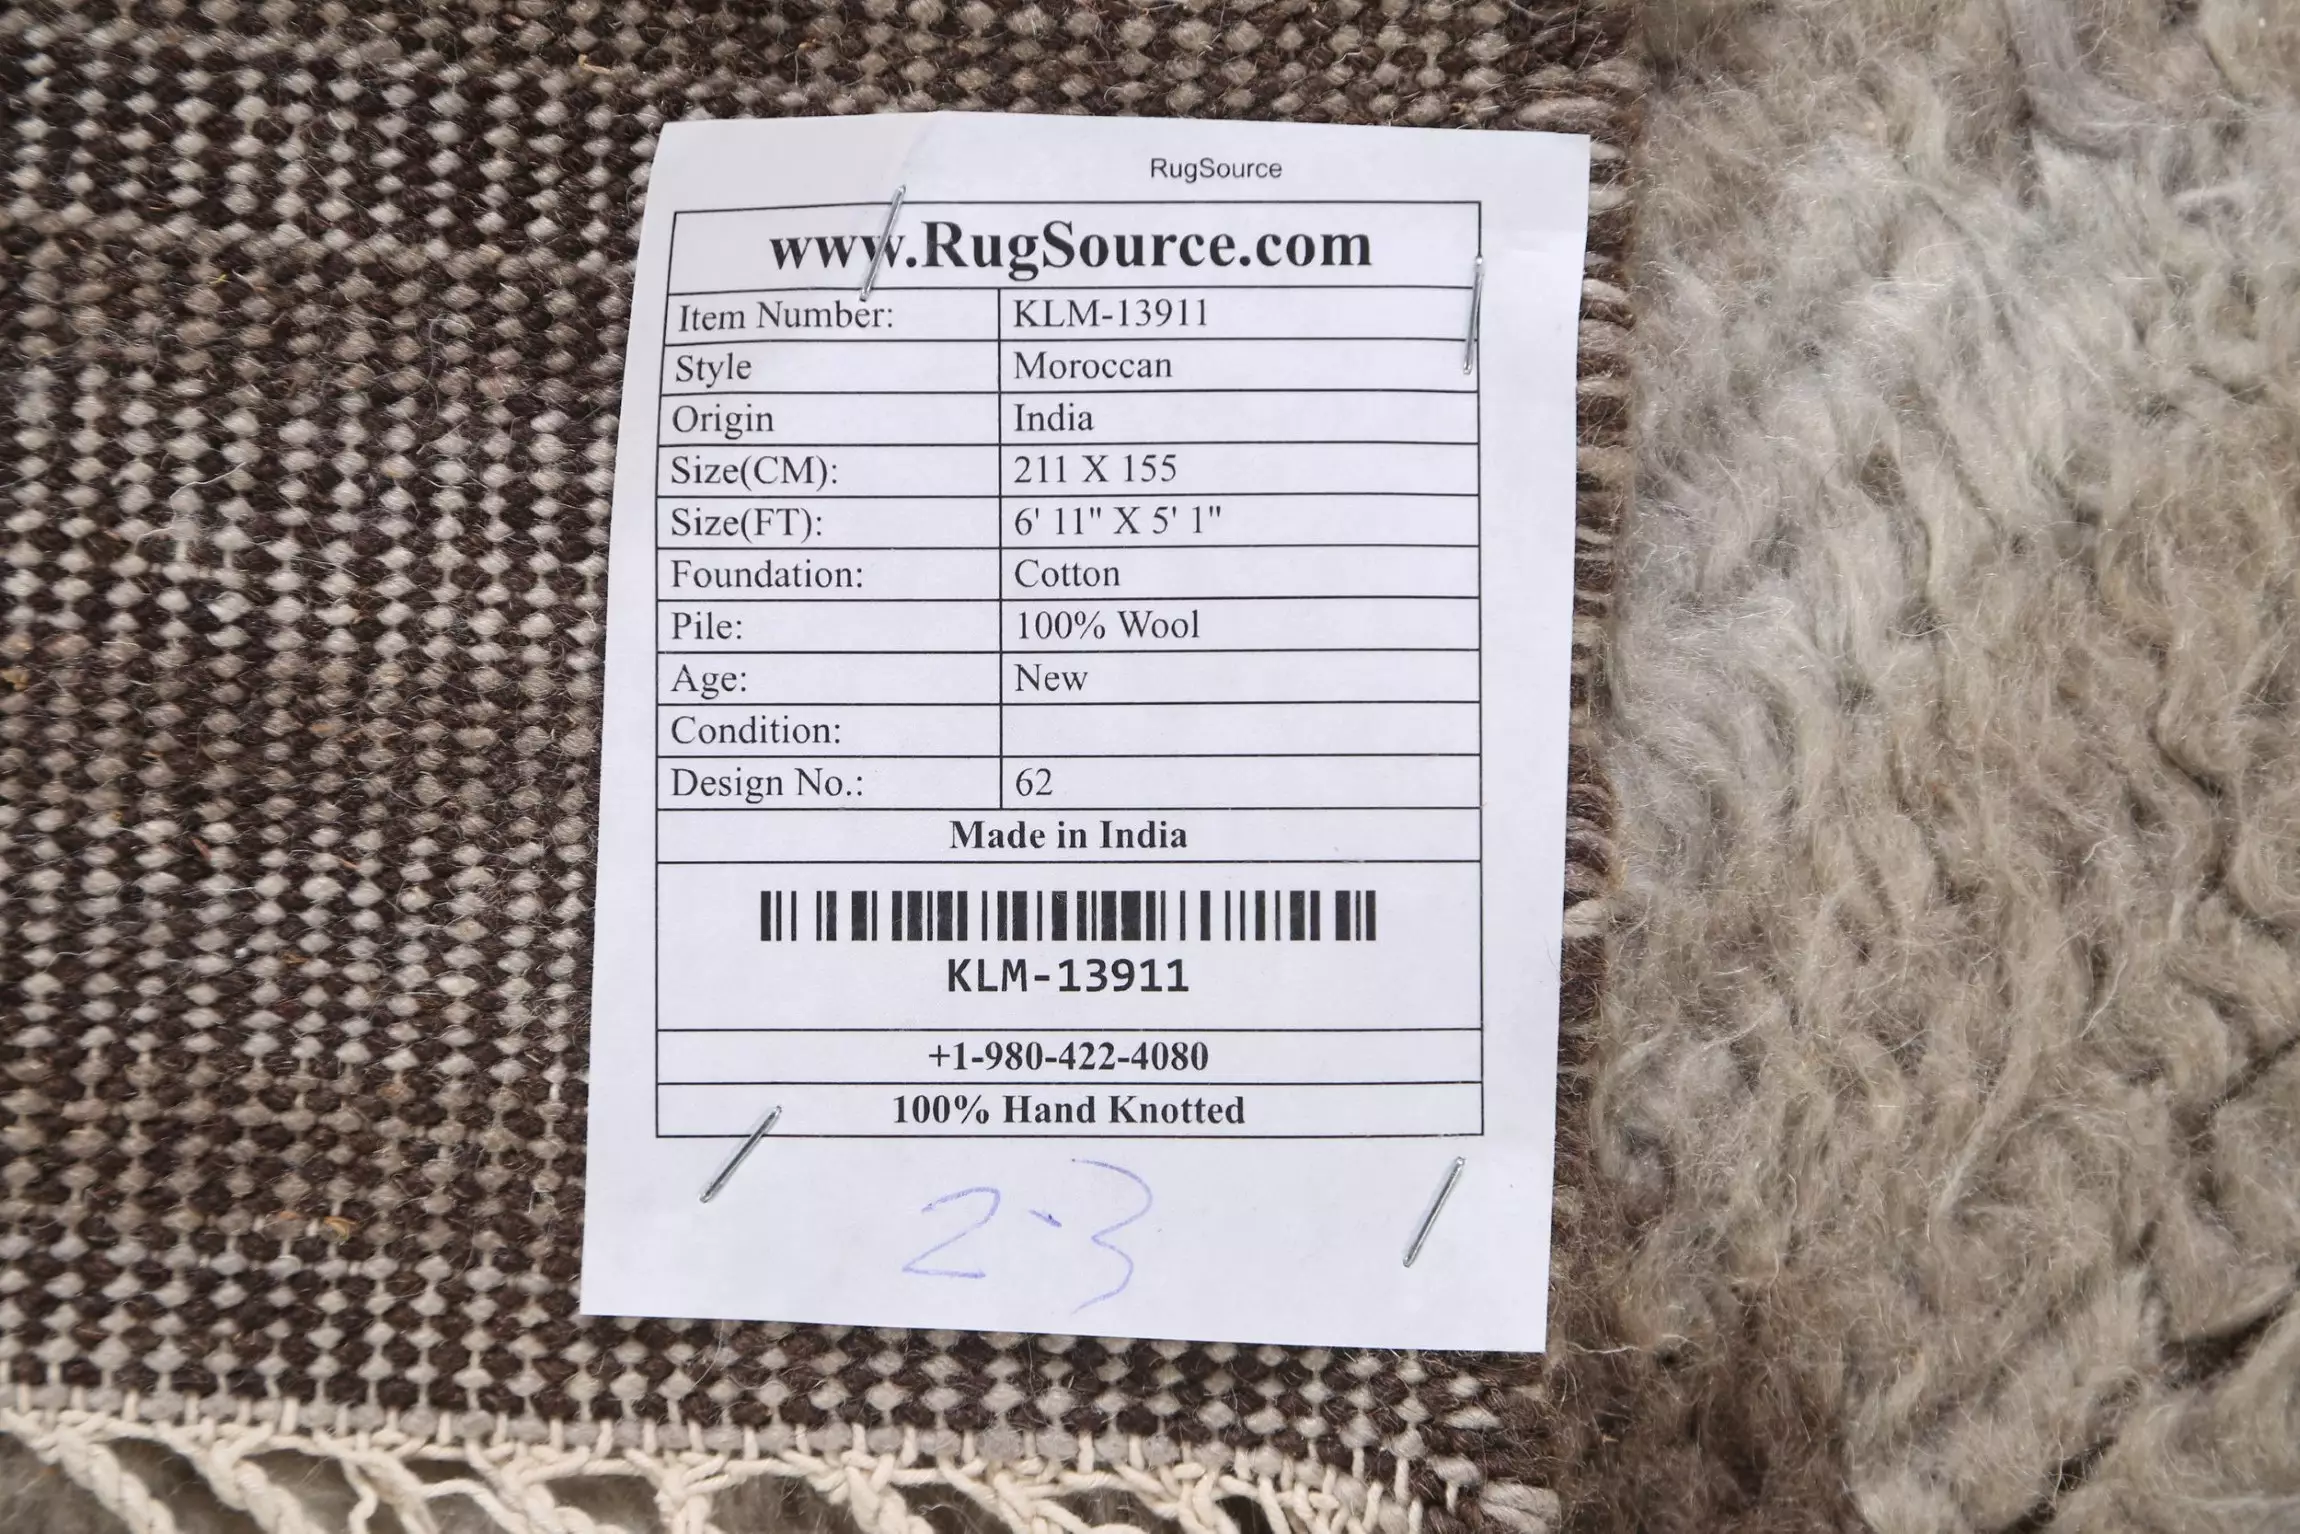 RugSource
www.RugSource.com
Item Number: KLM-13911
Style Moroccan
Origin India
Size(CM): 211 X 155
Size(FT): 6' 11" X 5' 1"
Foundation: Cotton
Pile: 100% Wool
Age: New
Condition:
Design No.: 62
Made in India
KLM-13911
+1-980-422-4080
100% Hand Knotted
2-3